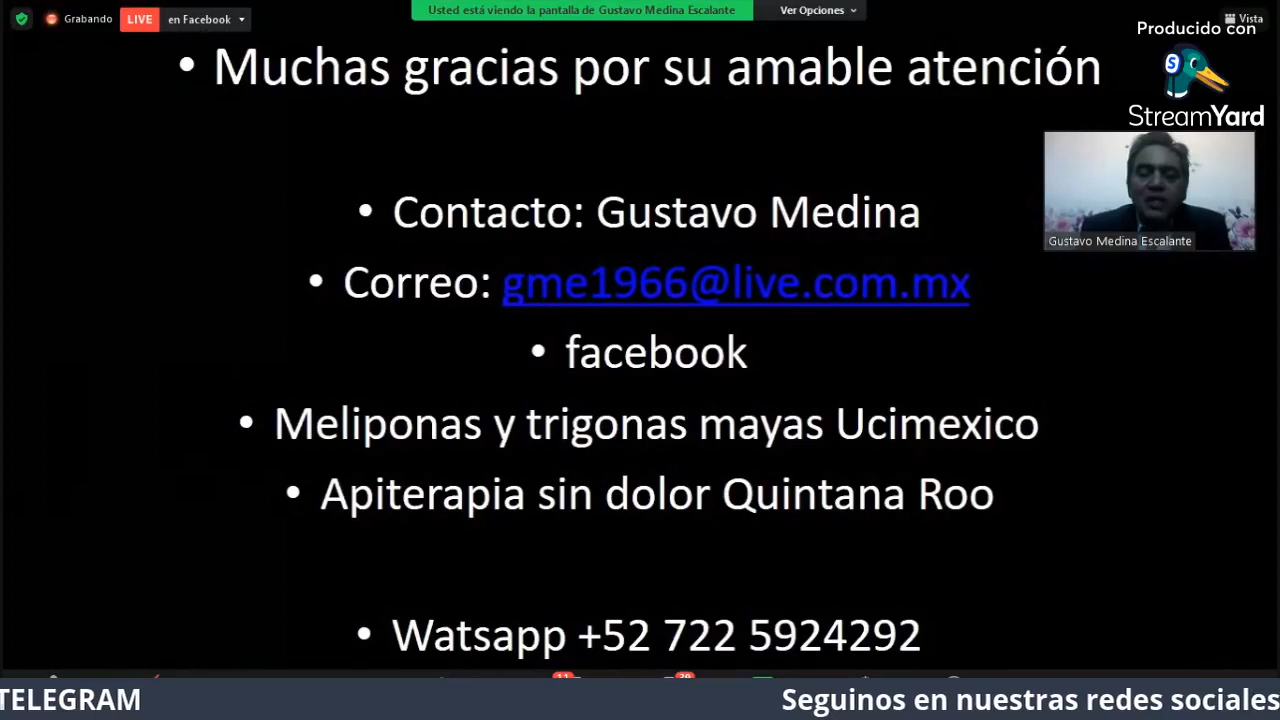 Grabando LIVE en Facebook
Usted está viendo la pantalla de Gustavo Medina Escalante
Ver Opciones
Vista
Producido con
StreamYard
• Muchas gracias por su amable atención
Gustavo Medina Escalante
• Contacto: Gustavo Medina
• Correo: gme1966@live.com.mx
• facebook
• Meliponas y trigonas mayas Ucimexico
• Apiterapia sin dolor Quintana Roo
• Watsapp +52 722 5924292
TELEGRAM
Seguinos en nuestras redes sociales